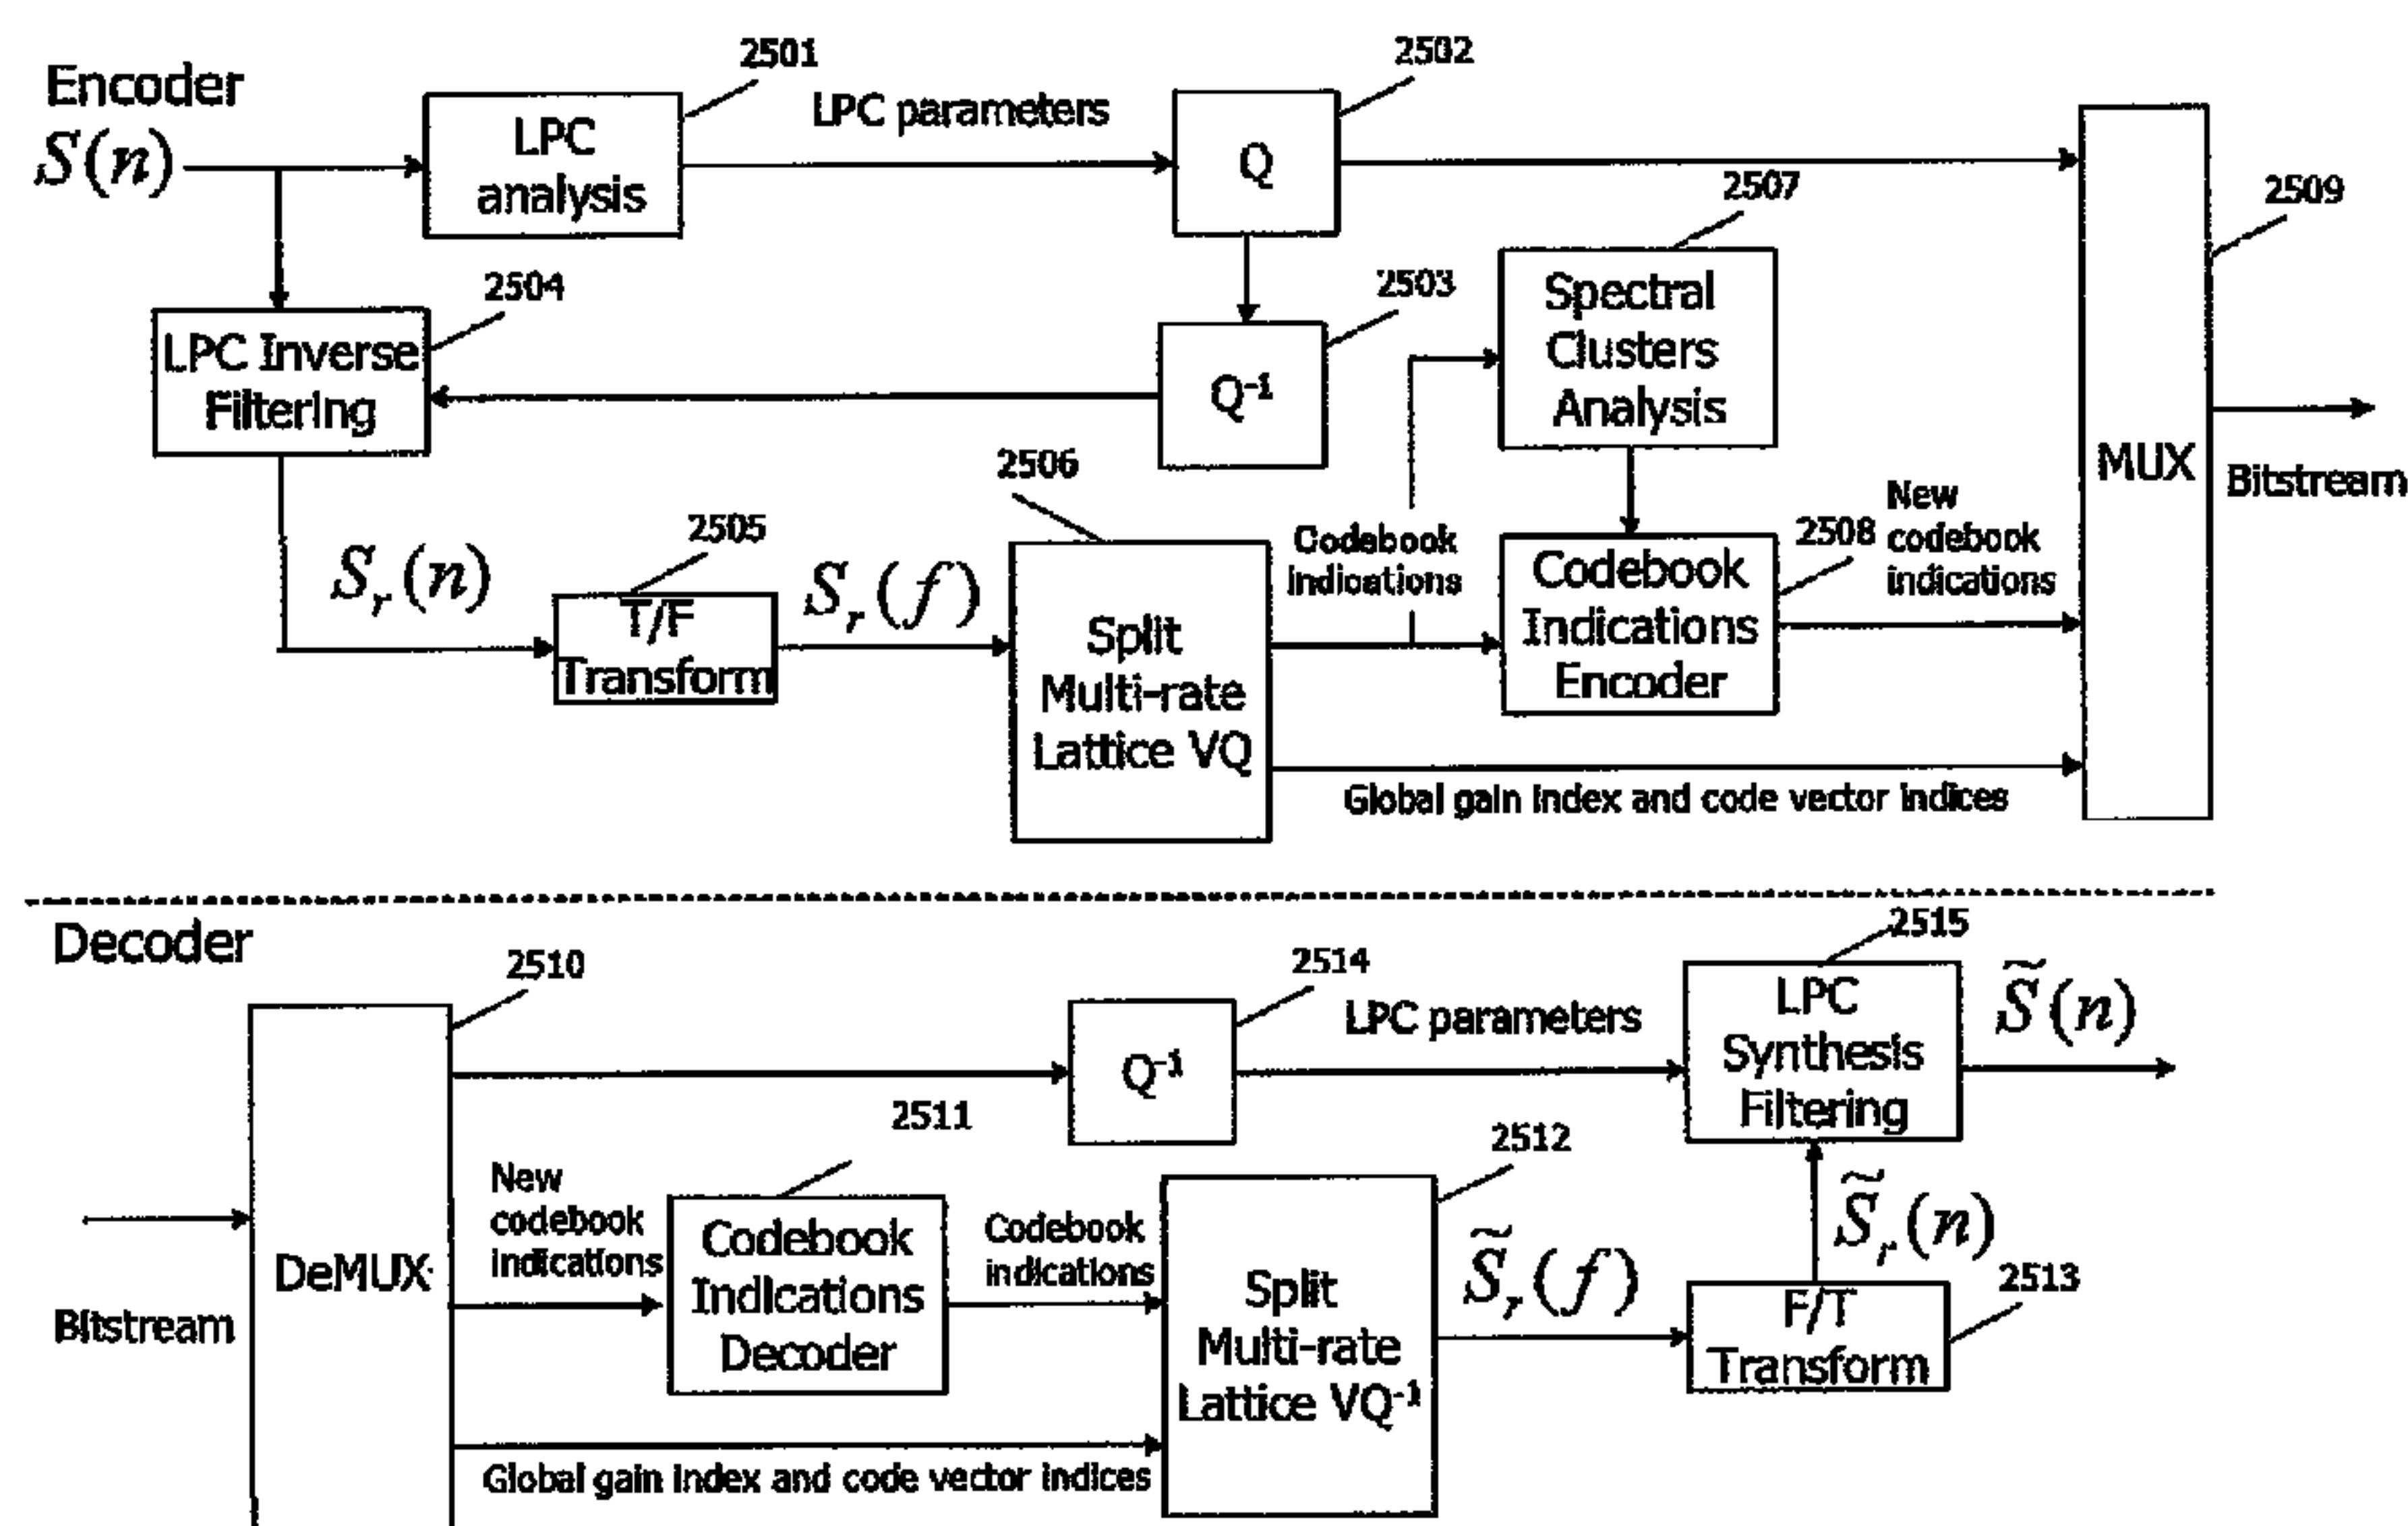 Encoder
S(n)
2501
LPC
analysis
LPC parameters
2502
Q
2507
2509
2504
LPC Inverse
Filtering
2503
Q⁻¹
Spectral
Clusters
Analysis
MUX
Bitstream
2506
Sᵣ(n)
2505
T/F
Transform
Sᵣ(f)
Split
Multi-rate
Lattice VQ
Codebook
Indications
2508
Codebook
Indications
Encoder
New
codebook
indications
Global gain index and code vector indices
Decoder
2510
DeMUX
Bitstream
2514
Q⁻¹
LPC parameters
2515
LPC
Synthesis
Filtering
S̃(n)
2511
New
codebook
indications
Codebook
Indications
Decoder
Codebook
indications
2512
Split
Multi-rate
Lattice VQ⁻¹
S̃ᵣ(f)
S̃ᵣ(n)
2513
F/T
Transform
Global gain index and code vector indices